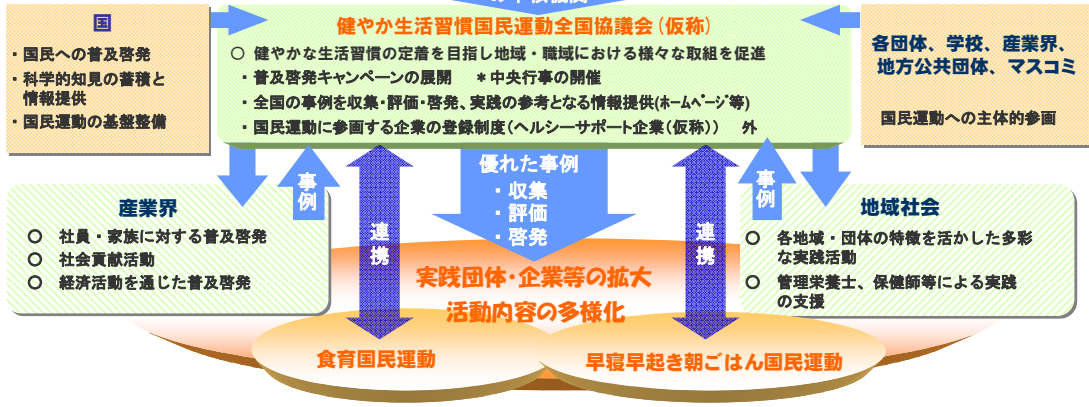 の中核機関
国
・国民への普及啓発
・科学的知見の蓄積と
情報提供
・国民運動の基盤整備
健やか生活習慣国民運動全国協議会(仮称)
○ 健やかな生活習慣の定着を目指し地域・職域における様々な取組を促進
・普及啓発キャンペーンの展開　＊中央行事の開催
・全国の事例を収集・評価・啓発、実践の参考となる情報提供(ﾎｰﾑﾍﾟｰｼﾞ等)
・国民運動に参画する企業の登録制度(ヘルシーサポート企業(仮称))　外
各団体、学校、産業界、
地方公共団体、マスコミ
国民運動への主体的参画
事例
連携
優れた事例
・収集
・評価
・啓発
連携
事例
産業界
○ 社員・家族に対する普及啓発
○ 社会貢献活動
○ 経済活動を通じた普及啓発
地域社会
○ 各地域・団体の特徴を活かした多彩
な実践活動
○ 管理栄養士、保健師等による実践
の支援
実践団体・企業等の拡大
活動内容の多様化
食育国民運動
早寝早起き朝ごはん国民運動